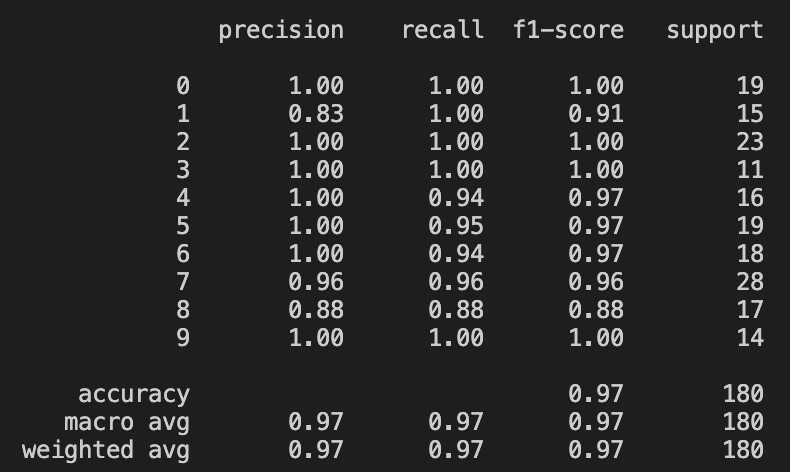 precision recall f1-score support
0 1.00 1.00 1.00 19
1 0.83 1.00 0.91 15
2 1.00 1.00 1.00 23
3 1.00 1.00 1.00 11
4 1.00 0.94 0.97 16
5 1.00 0.95 0.97 19
6 1.00 0.94 0.97 18
7 0.96 0.96 0.96 28
8 0.88 0.88 0.88 17
9 1.00 1.00 1.00 14
accuracy 0.97 180
macro avg 0.97 0.97 0.97 180
weighted avg 0.97 0.97 0.97 180